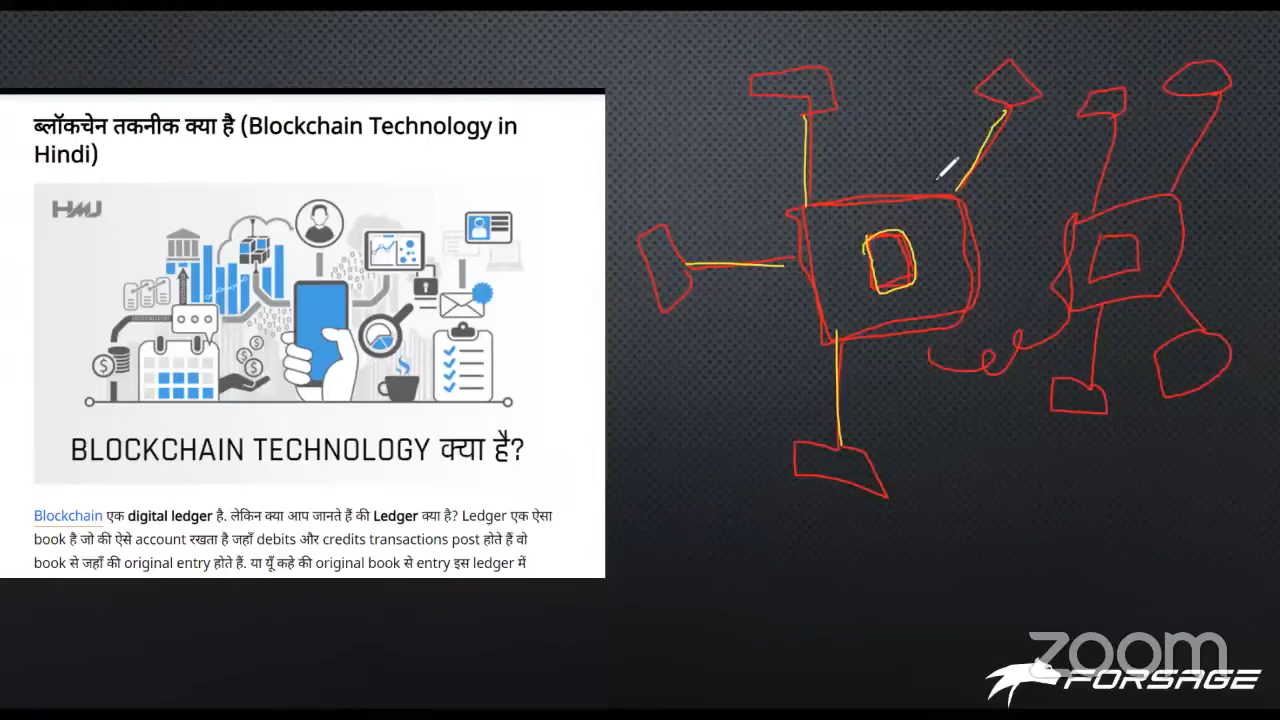 ब्लॉकचेन तकनीक क्या है (Blockchain Technology in
Hindi)
HMJ
BLOCKCHAIN TECHNOLOGY क्या है?
Blockchain एक digital ledger है. लेकिन क्या आप जानते हैं की Ledger क्या है? Ledger एक ऐसा
book है जो की ऐसे account रखता है जहाँ debits और credits transactions post होते हैं वो
book से जहाँ की original entry होते हैं. या यूँ कहे की original book से entry इस ledger में
zoom
FORSAGE